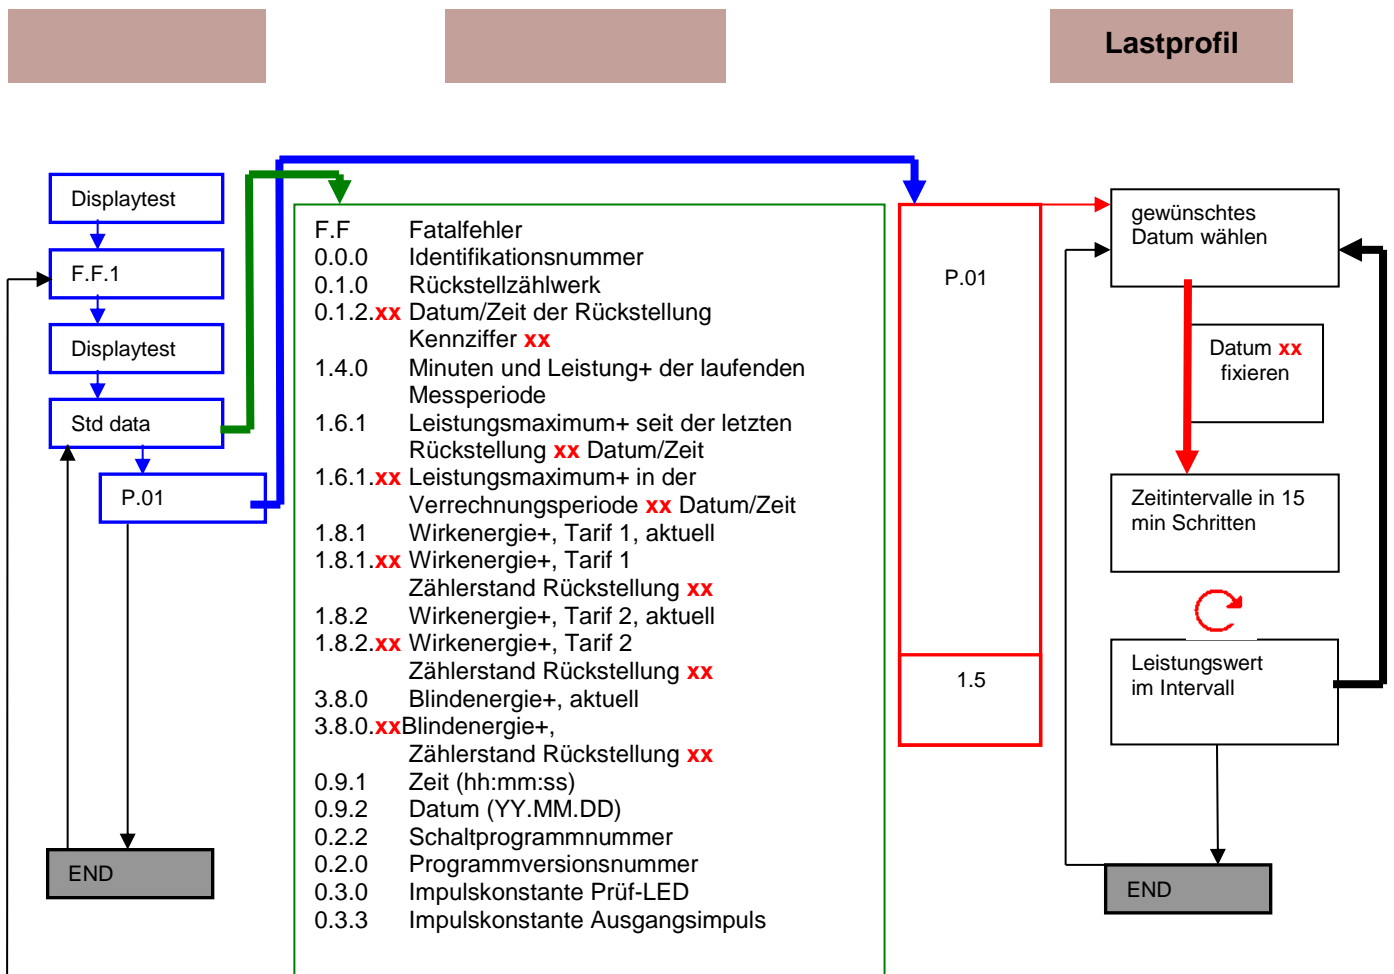 Lastprofil
Displaytest
F.F.1
Displaytest
Std data
P.01
END
F.F Fatalfehler
0.0.0 Identifikationsnummer
0.1.0 Rückstellzählwerk
0.1.2.xx Datum/Zeit der Rückstellung
Kennziffer xx
1.4.0 Minuten und Leistung+ der laufenden
Messperiode
1.6.1 Leistungsmaximum+ seit der letzten
Rückstellung xx Datum/Zeit
1.6.1.xx Leistungsmaximum+ in der
Verrechnungsperiode xx Datum/Zeit
1.8.1 Wirkenergie+, Tarif 1, aktuell
1.8.1.xx Wirkenergie+, Tarif 1
Zählerstand Rückstellung xx
1.8.2 Wirkenergie+, Tarif 2, aktuell
1.8.2.xx Wirkenergie+, Tarif 2
Zählerstand Rückstellung xx
3.8.0 Blindenergie+, aktuell
3.8.0.xxBlindenergie+,
Zählerstand Rückstellung xx
0.9.1 Zeit (hh:mm:ss)
0.9.2 Datum (YY.MM.DD)
0.2.2 Schaltprogrammnummer
0.2.0 Programmversionsnummer
0.3.0 Impulskonstante Prüf-LED
0.3.3 Impulskonstante Ausgangsimpuls
P.01
1.5
gewünschtes
Datum wählen
Datum xx
fixieren
Zeitintervalle in 15
min Schritten
Leistungswert
im Intervall
END